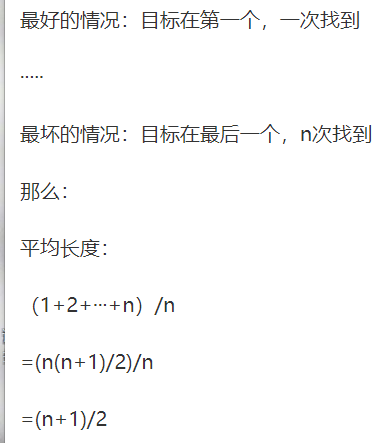 最好的情况：目标在第一个，一次找到
.....
最坏的情况：目标在最后一个，n次找到
那么：
平均长度：
（1+2+···+n）/n
=(n(n+1)/2)/n
=(n+1)/2